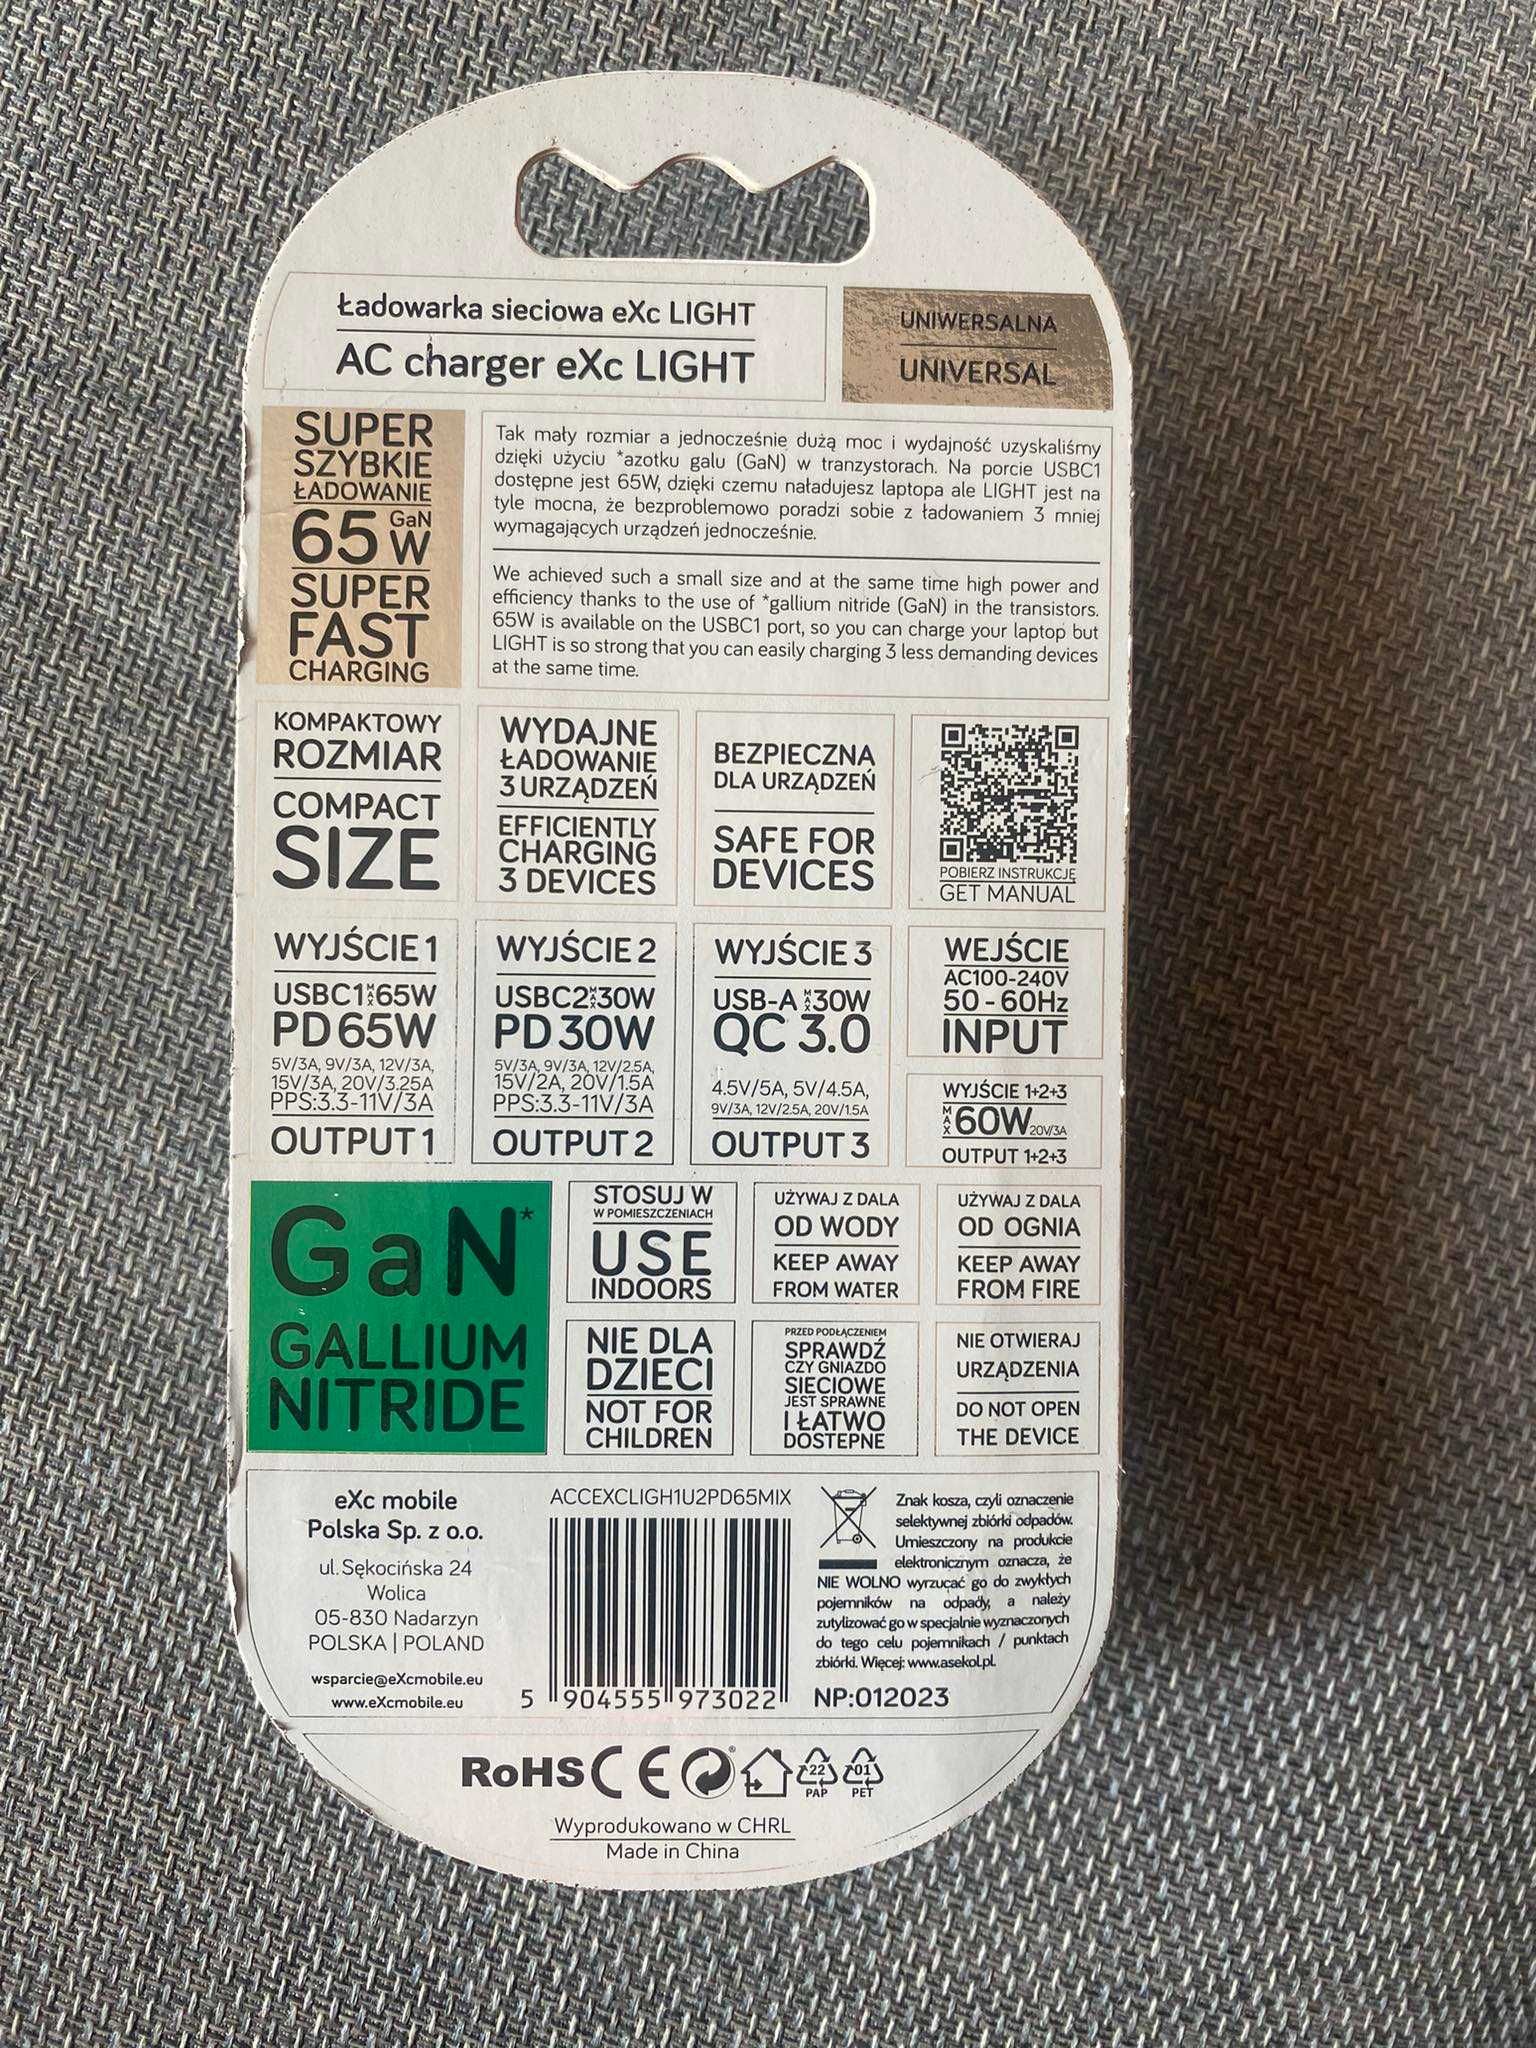 Ładowarka sieciowa eXc LIGHT
AC charger eXc LIGHT
UNIWERSALNA
UNIVERSAL
SUPER
SZYBKIE
ŁADOWANIE
65 GaN W
SUPER
FAST
CHARGING
Tak mały rozmiar a jednocześnie dużą moc i wydajność uzyskaliśmy
dzięki użyciu *azotku galu (GaN) w tranzystorach. Na porcie USBC1
dostępne jest 65W, dzięki czemu naładujesz laptopa ale LIGHT jest na
tyle mocna, że bezproblemowo poradzi sobie z ładowaniem 3 mniej
wymagających urządzeń jednocześnie.
We achieved such a small size and at the same time high power and
efficiency thanks to the use of *gallium nitride (GaN) in the transistors.
65W is available on the USBC1 port, so you can charge your laptop but
LIGHT is so strong that you can easily charging 3 less demanding devices
at the same time.
KOMPAKTOWY
ROZMIAR
COMPACT
SIZE
WYDAJNE
ŁADOWANIE
3 URZĄDZEŃ
EFFICIENTLY
CHARGING
3 DEVICES
BEZPIECZNA
DLA URZĄDZEŃ
SAFE FOR
DEVICES
POBIERZ INSTRUKCJĘ
GET MANUAL
WYJŚCIE 1
USBC1 MAX 65W
PD 65W
5V/3A, 9V/3A, 12V/3A,
15V/3A, 20V/3.25A
PPS:3.3-11V/3A
OUTPUT 1
WYJŚCIE 2
USBC2 MAX 30W
PD 30W
5V/3A, 9V/3A, 12V/2.5A,
15V/2A, 20V/1.5A
PPS:3.3-11V/3A
OUTPUT 2
WYJŚCIE 3
USB-A MAX 30W
QC 3.0
4.5V/5A, 5V/4.5A,
9V/3A, 12V/2.5A, 20V/1.5A
OUTPUT 3
WEJŚCIE
AC100-240V
50 - 60Hz
INPUT
WYJŚCIE 1+2+3
MAX 60W 20V/3A
OUTPUT 1+2+3
GaN*
GALLIUM
NITRIDE
STOSUJ W
W POMIESZCZENIACH
USE
INDOORS
UŻYWAJ Z DALA
OD WODY
KEEP AWAY
FROM WATER
UŻYWAJ Z DALA
OD OGNIA
KEEP AWAY
FROM FIRE
NIE DLA
DZIECI
NOT FOR
CHILDREN
PRZED PODŁĄCZENIEM
SPRAWDŹ
CZY GNIAZDO
SIECIOWE
JEST SPRAWNE
I ŁATWO
DOSTEPNE
NIE OTWIERAJ
URZĄDZENIA
DO NOT OPEN
THE DEVICE
eXc mobile
Polska Sp. z o.o.
ul. Sękocińska 24
Wolica
05-830 Nadarzyn
POLSKA | POLAND
wsparcie@eXcmobile.eu
www.eXcmobile.eu
ACCEXCLIGH1U2PD65MIX
5 904555 973022
Znak kosza, czyli oznaczenie
selektywnej zbiórki odpadów.
Umieszczony na produkcie
elektronicznym oznacza, że
NIE WOLNO wyrzucać go do zwykłych
pojemników na odpady, a należy
zutylizować go w specjalnie wyznaczonych
do tego celu pojemnikach / punktach
zbiórki. Więcej: www.asekol.pl.
NP:012023
RoHS CE ® 22 01
PAP PET
Wyprodukowano w CHRL
Made in China